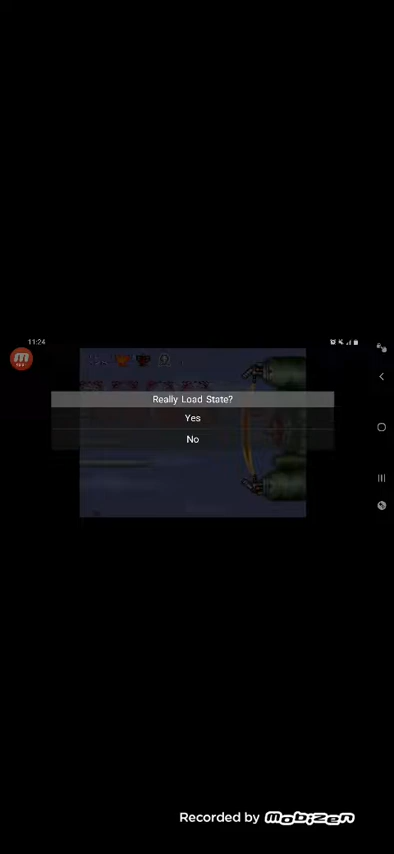 11:24
Really Load State?
Yes
No
Recorded by MOBIZEN